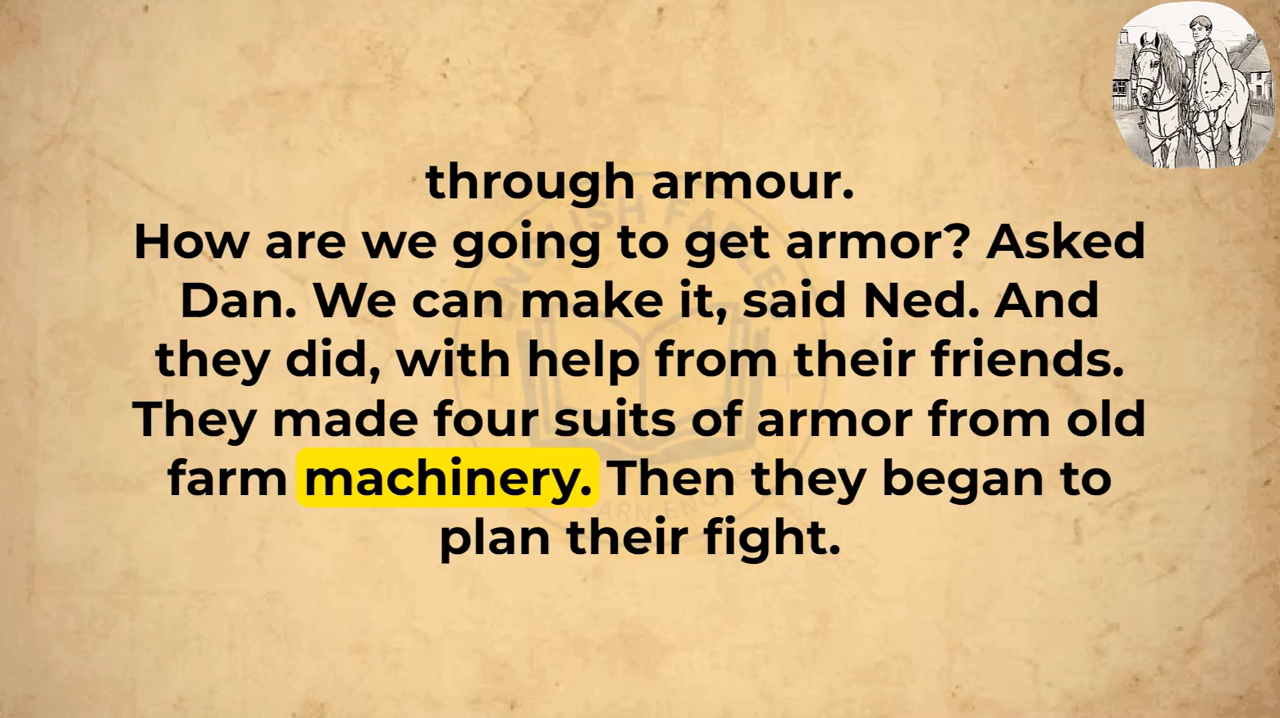 through armour.
How are we going to get armor? Asked
Dan. We can make it, said Ned. And
they did, with help from their friends.
They made four suits of armor from old
farm machinery. Then they began to
plan their fight.